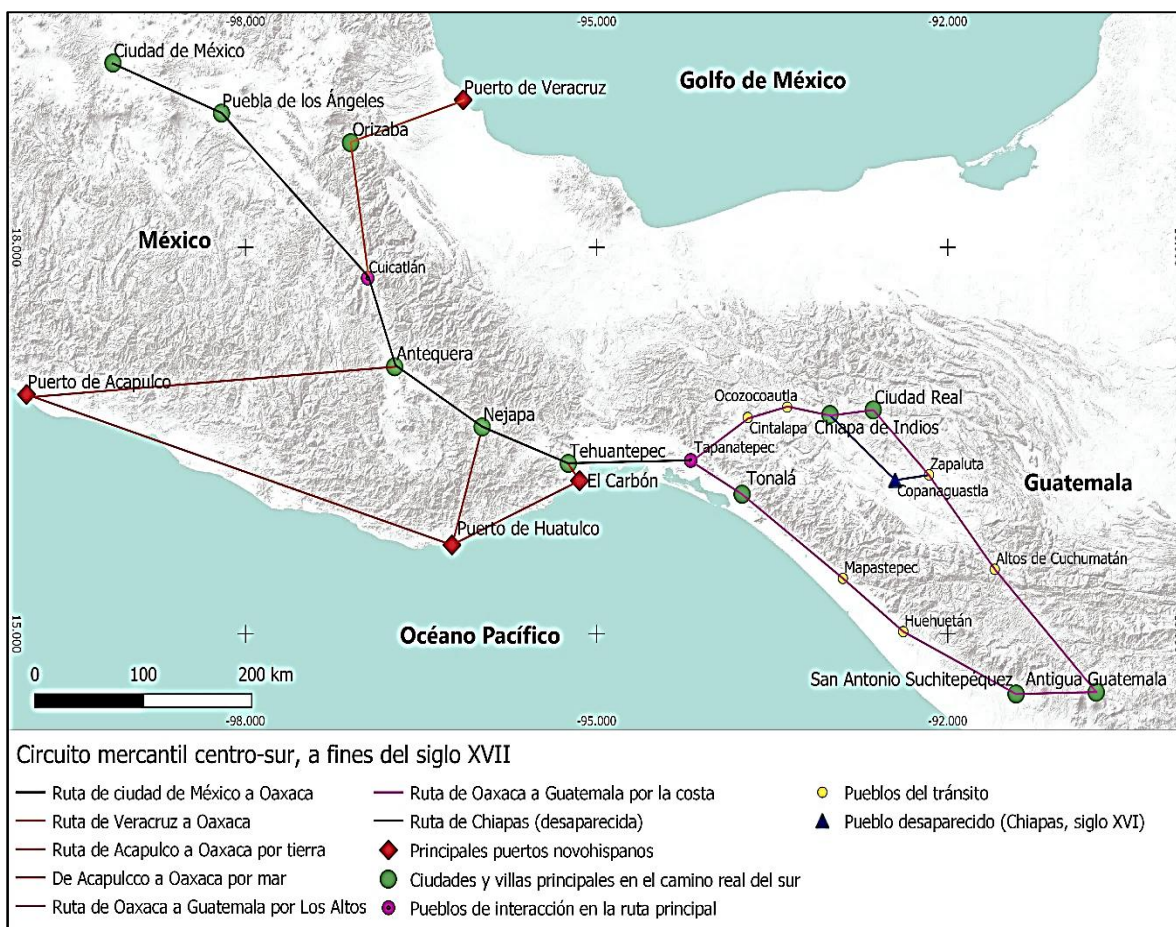 -98.000
-95.000
-92.000
Ciudad de México
Golfo de México
Puerto de Veracruz
Puebla de los Ángeles
Orizaba
México
18.000
Cuicatlán
Antequera
Puerto de Acapulco
Ocozocoautla
Ciudad Real
Nejapa
Cintalapa
Chiapa de Indios
Tehuantepec
Tapanatepec
Zapaluta
El Carbón
Tonalá
Copanaguastla
Guatemala
Puerto de Huatulco
Altos de Cuchumatán
Mapastepec
15.000
Océano Pacífico
Huehuetán
0 100 200 km
San Antonio Suchitepéquez
Antigua Guatemala
-98.000
-95.000
-92.000
Circuito mercantil centro-sur, a fines del siglo XVII
Ruta de ciudad de México a Oaxaca
Ruta de Veracruz a Oaxaca
Ruta de Acapulco a Oaxaca por tierra
De Acapulcco a Oaxaca por mar
Ruta de Oaxaca a Guatemala por Los Altos
Ruta de Oaxaca a Guatemala por la costa
Ruta de Chiapas (desaparecida)
Principales puertos novohispanos
Ciudades y villas principales en el camino real del sur
Pueblos de interacción en la ruta principal
Pueblos del tránsito
Pueblo desaparecido (Chiapas, siglo XVI)